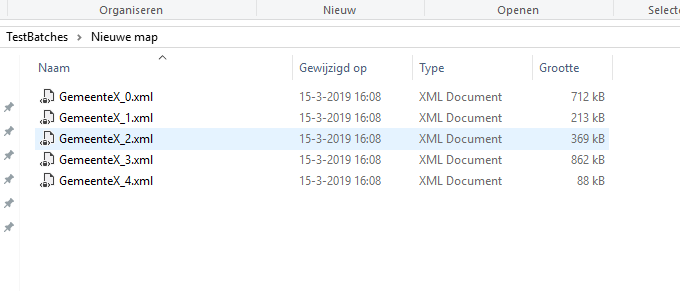 Organiseren Nieuw Openen Selecte
TestBatches > Nieuwe map
Naam Gewijzigd op Type Grootte
GemeenteX_0.xml 15-3-2019 16:08 XML Document 712 kB
GemeenteX_1.xml 15-3-2019 16:08 XML Document 213 kB
GemeenteX_2.xml 15-3-2019 16:08 XML Document 369 kB
GemeenteX_3.xml 15-3-2019 16:08 XML Document 862 kB
GemeenteX_4.xml 15-3-2019 16:08 XML Document 88 kB